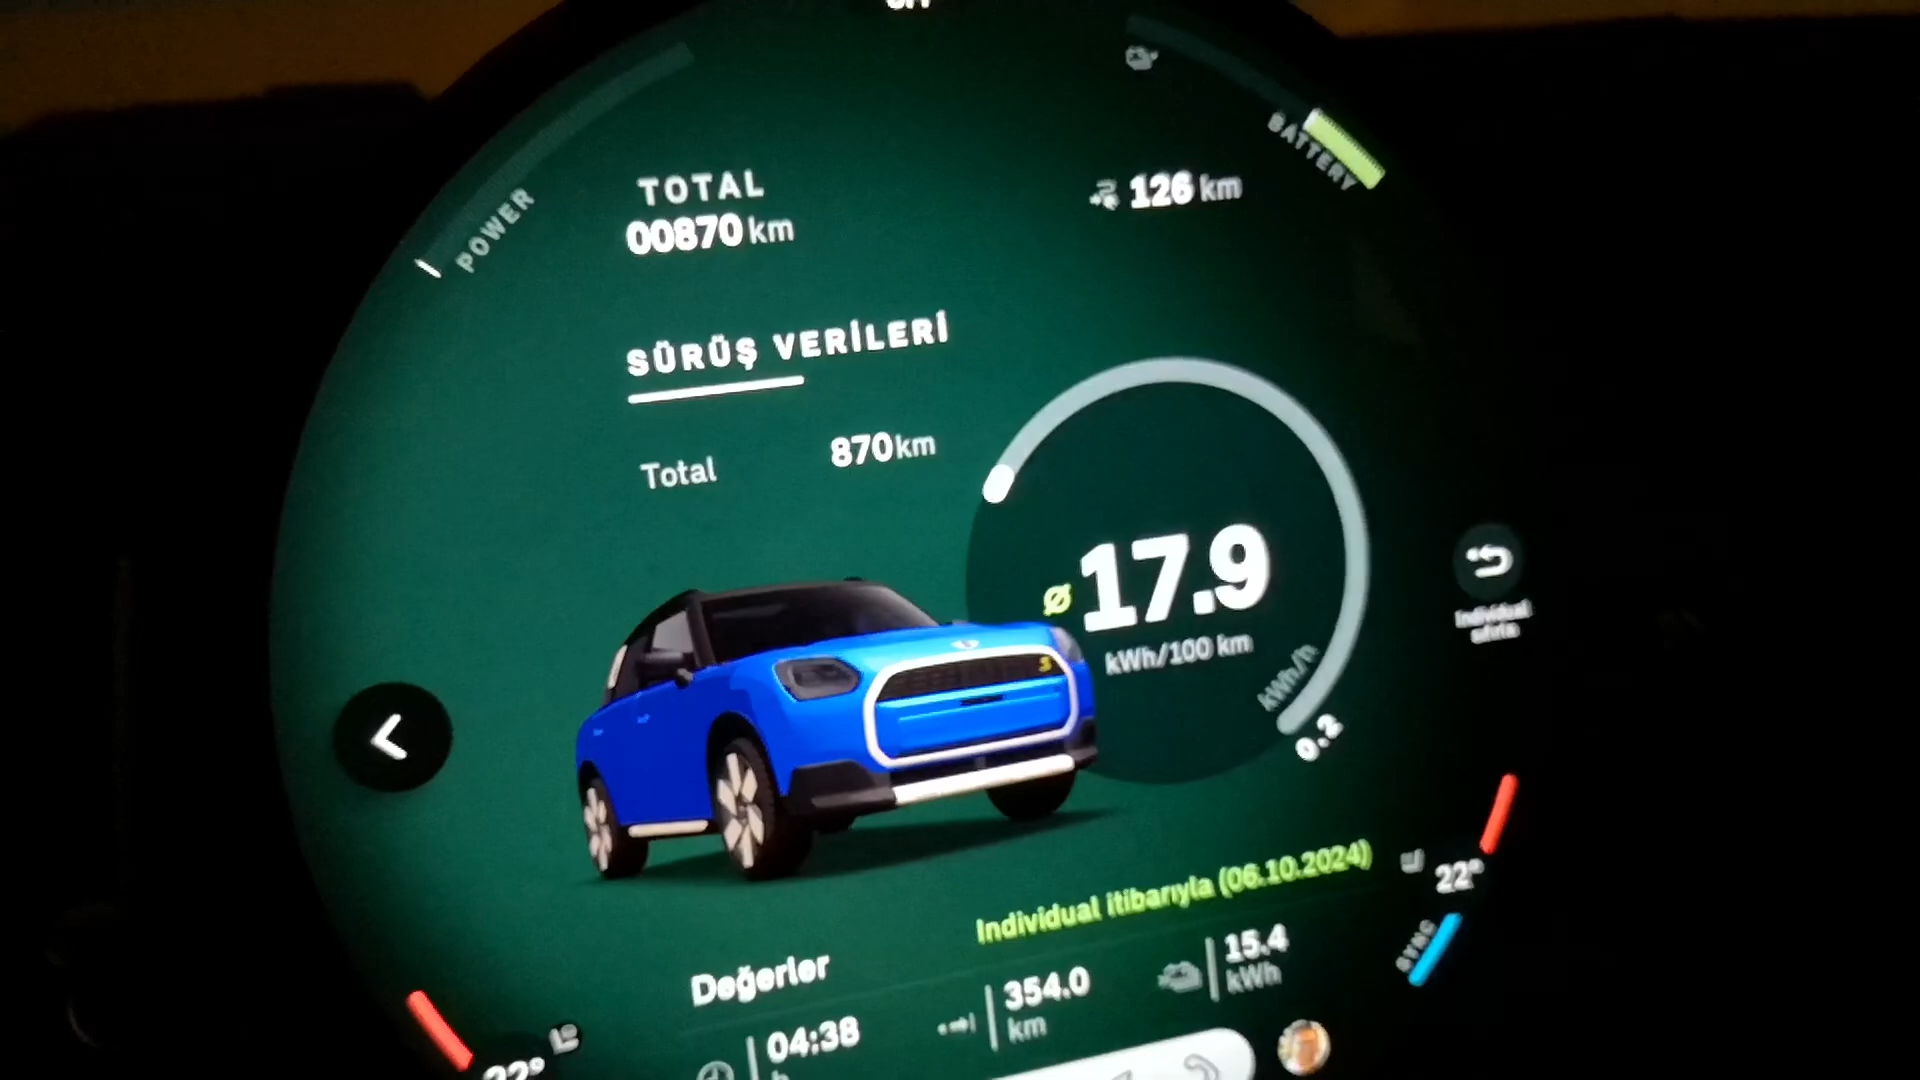 TOTAL
00870 km
126 km
POWER
BATTERY
SÜRÜŞ VERİLERİ
Total 870 km
Ø 17.9
kWh/100 km
kWh/h
0.2
Individual
sıfırla
Individual itibarıyla (06.10.2024)
22°
SYNC
Değerler
04:38
h
354.0
km
15.4
kWh
22°